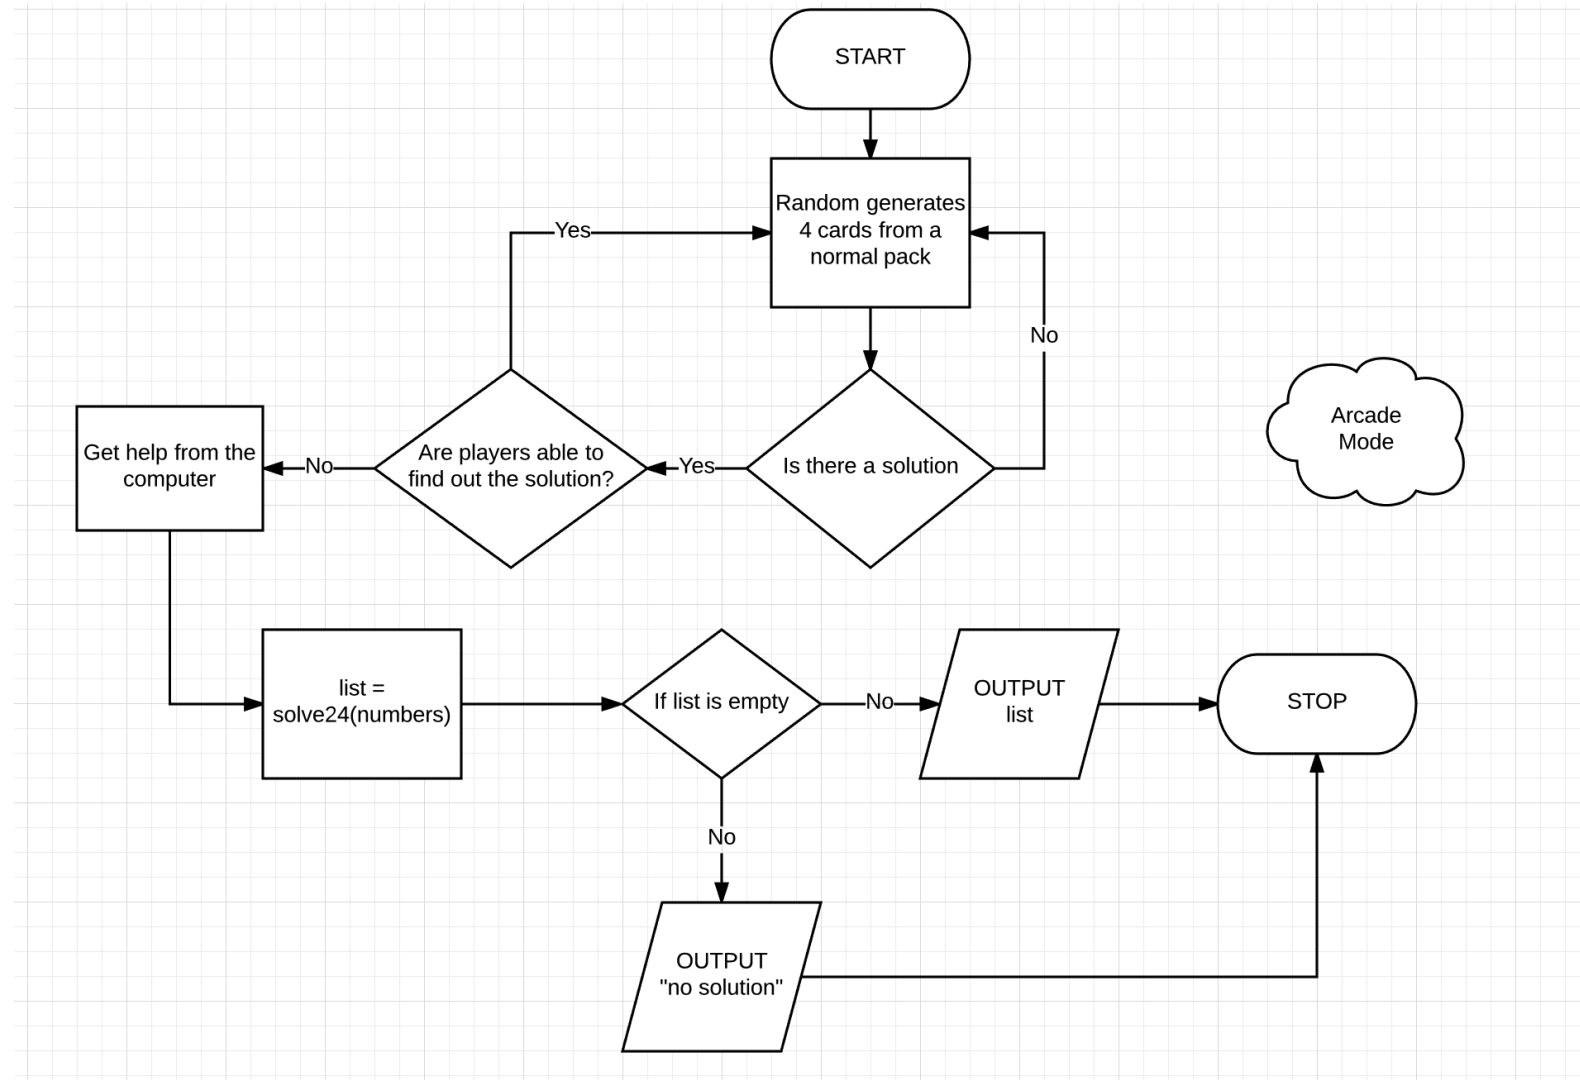 START
Random generates
4 cards from a
normal pack
Yes
No
Arcade
Mode
Get help from the
computer
No
Are players able to
find out the solution?
Yes
Is there a solution
list =
solve24(numbers)
If list is empty
No
OUTPUT
list
STOP
No
OUTPUT
"no solution"